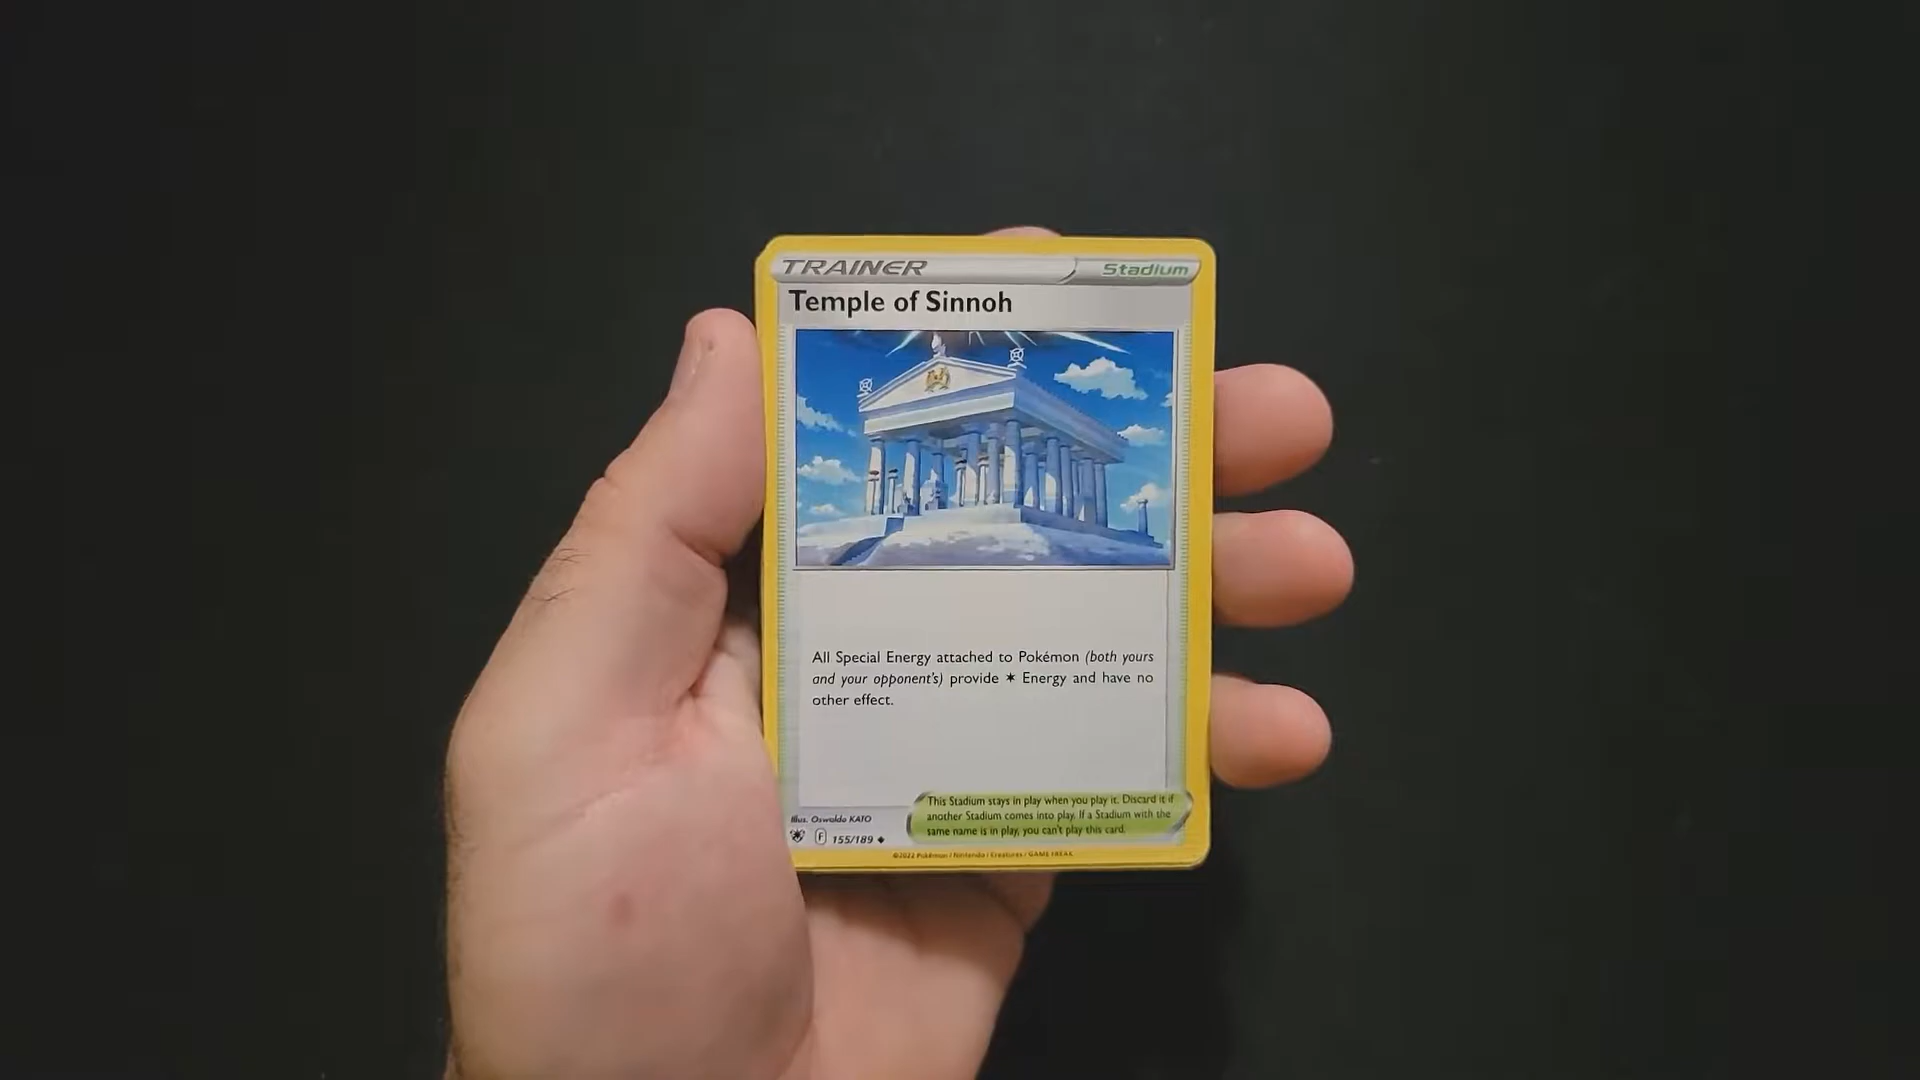 TRAINER Stadium
Temple of Sinnoh
All Special Energy attached to Pokémon (both yours
and your opponent's) provide ✶ Energy and have no
other effect.
This Stadium stays in play when you play it. Discard it if
another Stadium comes into play. If a Stadium with the
same name is in play, you can't play this card.
Illus. Oswaldo KATO
F 155/189 ◆
©2022 Pokémon / Nintendo / Creatures / GAME FREAK